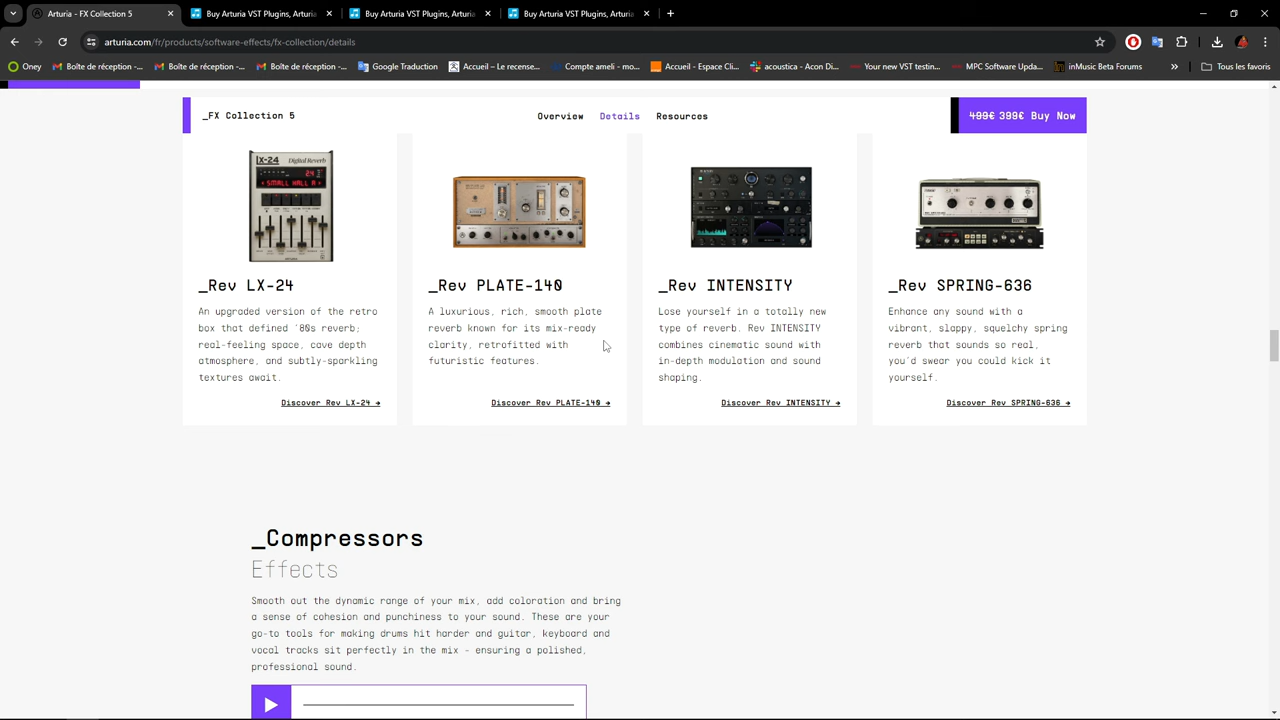 Arturia - FX Collection 5
Buy Arturia VST Plugins, Artur
Buy Arturia VST Plugins, Artur
Buy Arturia VST Plugins, Artur
arturia.com/fr/products/software-effects/fx-collection/details
Oney
Boîte de réception -...
Boîte de réception -...
Boîte de réception -...
Google Traduction
Accueil – Le recense...
Compte ameli - mo...
Accueil - Espace Cli...
acoustica - Acon Di...
Your new VST testin...
MPC Software Upda...
inMusic Beta Forums
Tous les favoris
_FX Collection 5
Overview
Details
Resources
499€ 399€ Buy Now
LX-24 Digital Reverb
24
SMALL HALL A
_Rev LX-24
An upgraded version of the retro
box that defined '80s reverb;
real-feeling space, cave depth
atmosphere, and subtly-sparkling
textures await.
Discover Rev LX-24 →
_Rev PLATE-140
A luxurious, rich, smooth plate
reverb known for its mix-ready
clarity, retrofitted with
futuristic features.
Discover Rev PLATE-140 →
_Rev INTENSITY
Lose yourself in a totally new
type of reverb. Rev INTENSITY
combines cinematic sound with
in-depth modulation and sound
shaping.
Discover Rev INTENSITY →
_Rev SPRING-636
Enhance any sound with a
vibrant, slappy, squelchy spring
reverb that sounds so real,
you'd swear you could kick it
yourself.
Discover Rev SPRING-636 →
_Compressors
Effects
Smooth out the dynamic range of your mix, add coloration and bring
a sense of cohesion and punchiness to your sound. These are your
go-to tools for making drums hit harder and guitar, keyboard and
vocal tracks sit perfectly in the mix - ensuring a polished,
professional sound.